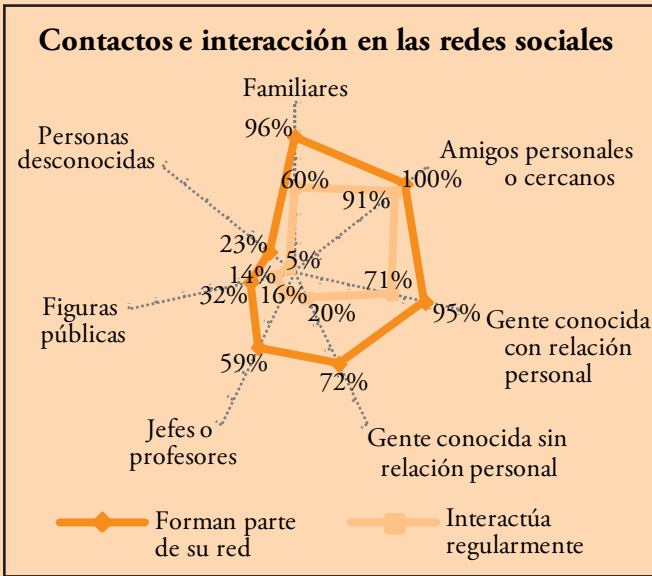 Contactos e interacción en las redes sociales
Familiares
96%
60%
Amigos personales
o cercanos
100%
91%
Personas
desconocidas
23%
5%
14%
32%
16%
71%
95%
20%
Gente conocida
con relación
personal
Figuras
públicas
59%
72%
Jefes o
profesores
Gente conocida sin
relación personal
Forman parte
de su red
Interactúa
regularmente